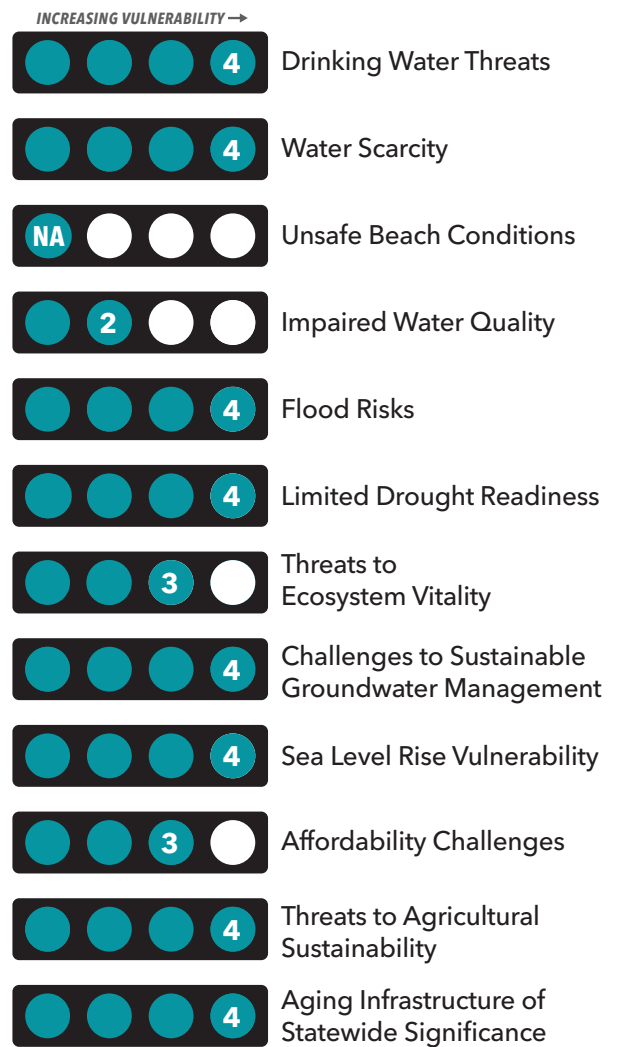 INCREASING VULNERABILITY →
4 Drinking Water Threats
4 Water Scarcity
NA Unsafe Beach Conditions
2 Impaired Water Quality
4 Flood Risks
4 Limited Drought Readiness
3 Threats to
Ecosystem Vitality
4 Challenges to Sustainable
Groundwater Management
4 Sea Level Rise Vulnerability
3 Affordability Challenges
4 Threats to Agricultural
Sustainability
4 Aging Infrastructure of
Statewide Significance